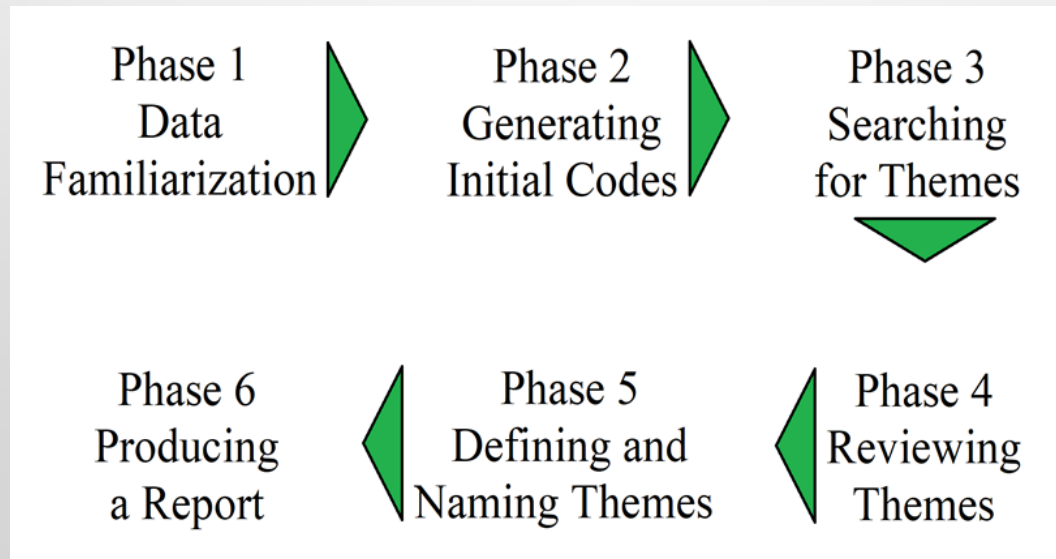 Phase 1
Data
Familiarization
Phase 2
Generating
Initial Codes
Phase 3
Searching
for Themes
Phase 4
Reviewing
Themes
Phase 5
Defining and
Naming Themes
Phase 6
Producing
a Report